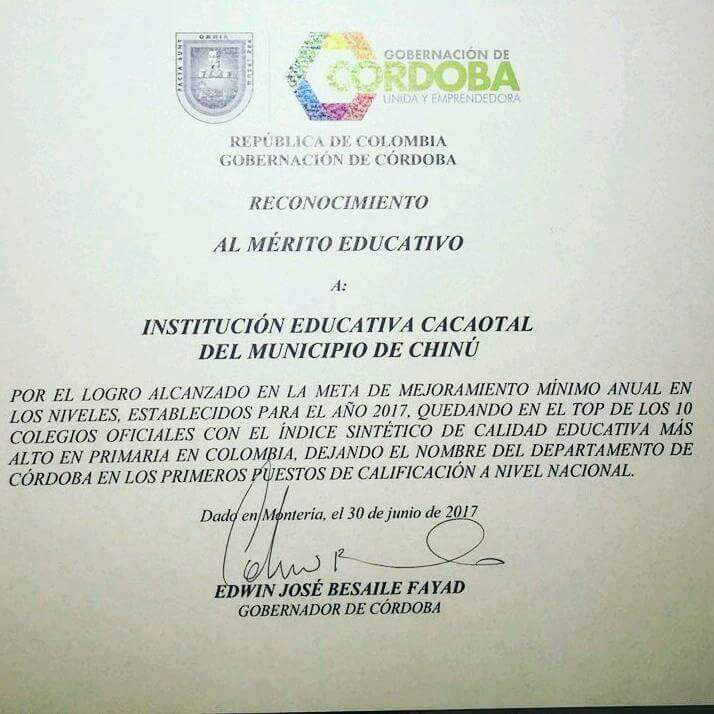 OMNIA
FACTA SUNT
GOBERNACIÓN DE
CÓRDOBA
UNIDA Y EMPRENDEDORA
REPÚBLICA DE COLOMBIA
GOBERNACIÓN DE CÓRDOBA
RECONOCIMIENTO
AL MÉRITO EDUCATIVO
A:
INSTITUCIÓN EDUCATIVA CACAOTAL
DEL MUNICIPIO DE CHINÚ
POR EL LOGRO ALCANZADO EN LA META DE MEJORAMIENTO MÍNIMO ANUAL EN
LOS NIVELES, ESTABLECIDOS PARA EL AÑO 2017, QUEDANDO EN EL TOP DE LOS 10
COLEGIOS OFICIALES CON EL ÍNDICE SINTÉTICO DE CALIDAD EDUCATIVA MÁS
ALTO EN PRIMARIA EN COLOMBIA, DEJANDO EL NOMBRE DEL DEPARTAMENTO DE
CÓRDOBA EN LOS PRIMEROS PUESTOS DE CALIFICACIÓN A NIVEL NACIONAL.
Dado en Montería, el 30 de junio de 2017
EDWIN JOSÉ BESAILE FAYAD
GOBERNADOR DE CÓRDOBA